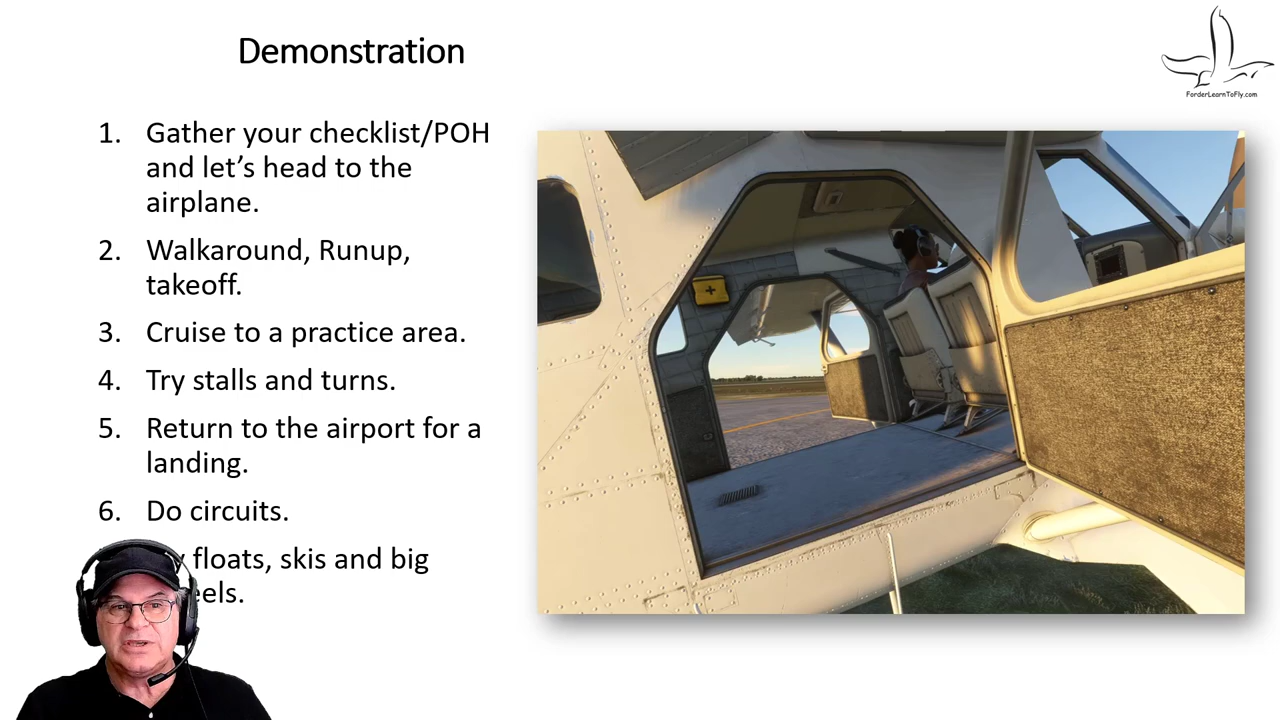 Demonstration
ForderLearnToFly.com
1. Gather your checklist/POH
and let's head to the
airplane.
2. Walkaround, Runup,
takeoff.
3. Cruise to a practice area.
4. Try stalls and turns.
5. Return to the airport for a
landing.
6. Do circuits.
floats, skis and big